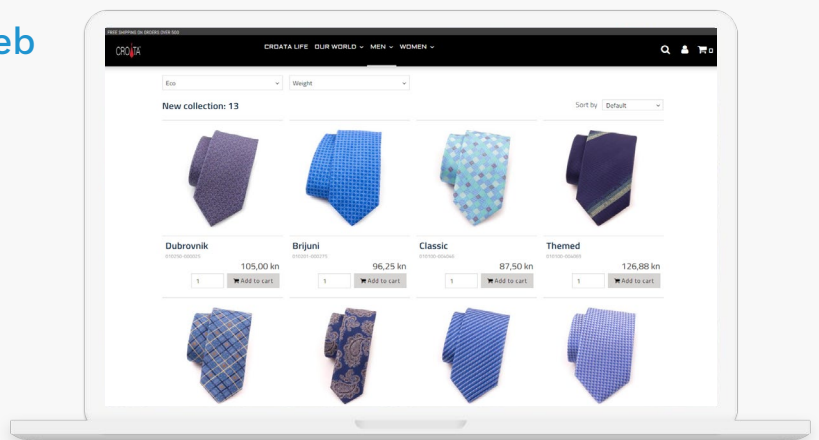 eb
FREE SHIPPING ON ORDERS OVER 500
CROATA
CROATA LIFE OUR WORLD MEN WOMEN
0
Eco Weight
New collection: 13
Sort by Default
Dubrovnik Brijuni Classic Themed
105,00 kn 96,25 kn 87,50 kn 126,88 kn
1 Add to cart 1 Add to cart 1 Add to cart 1 Add to cart